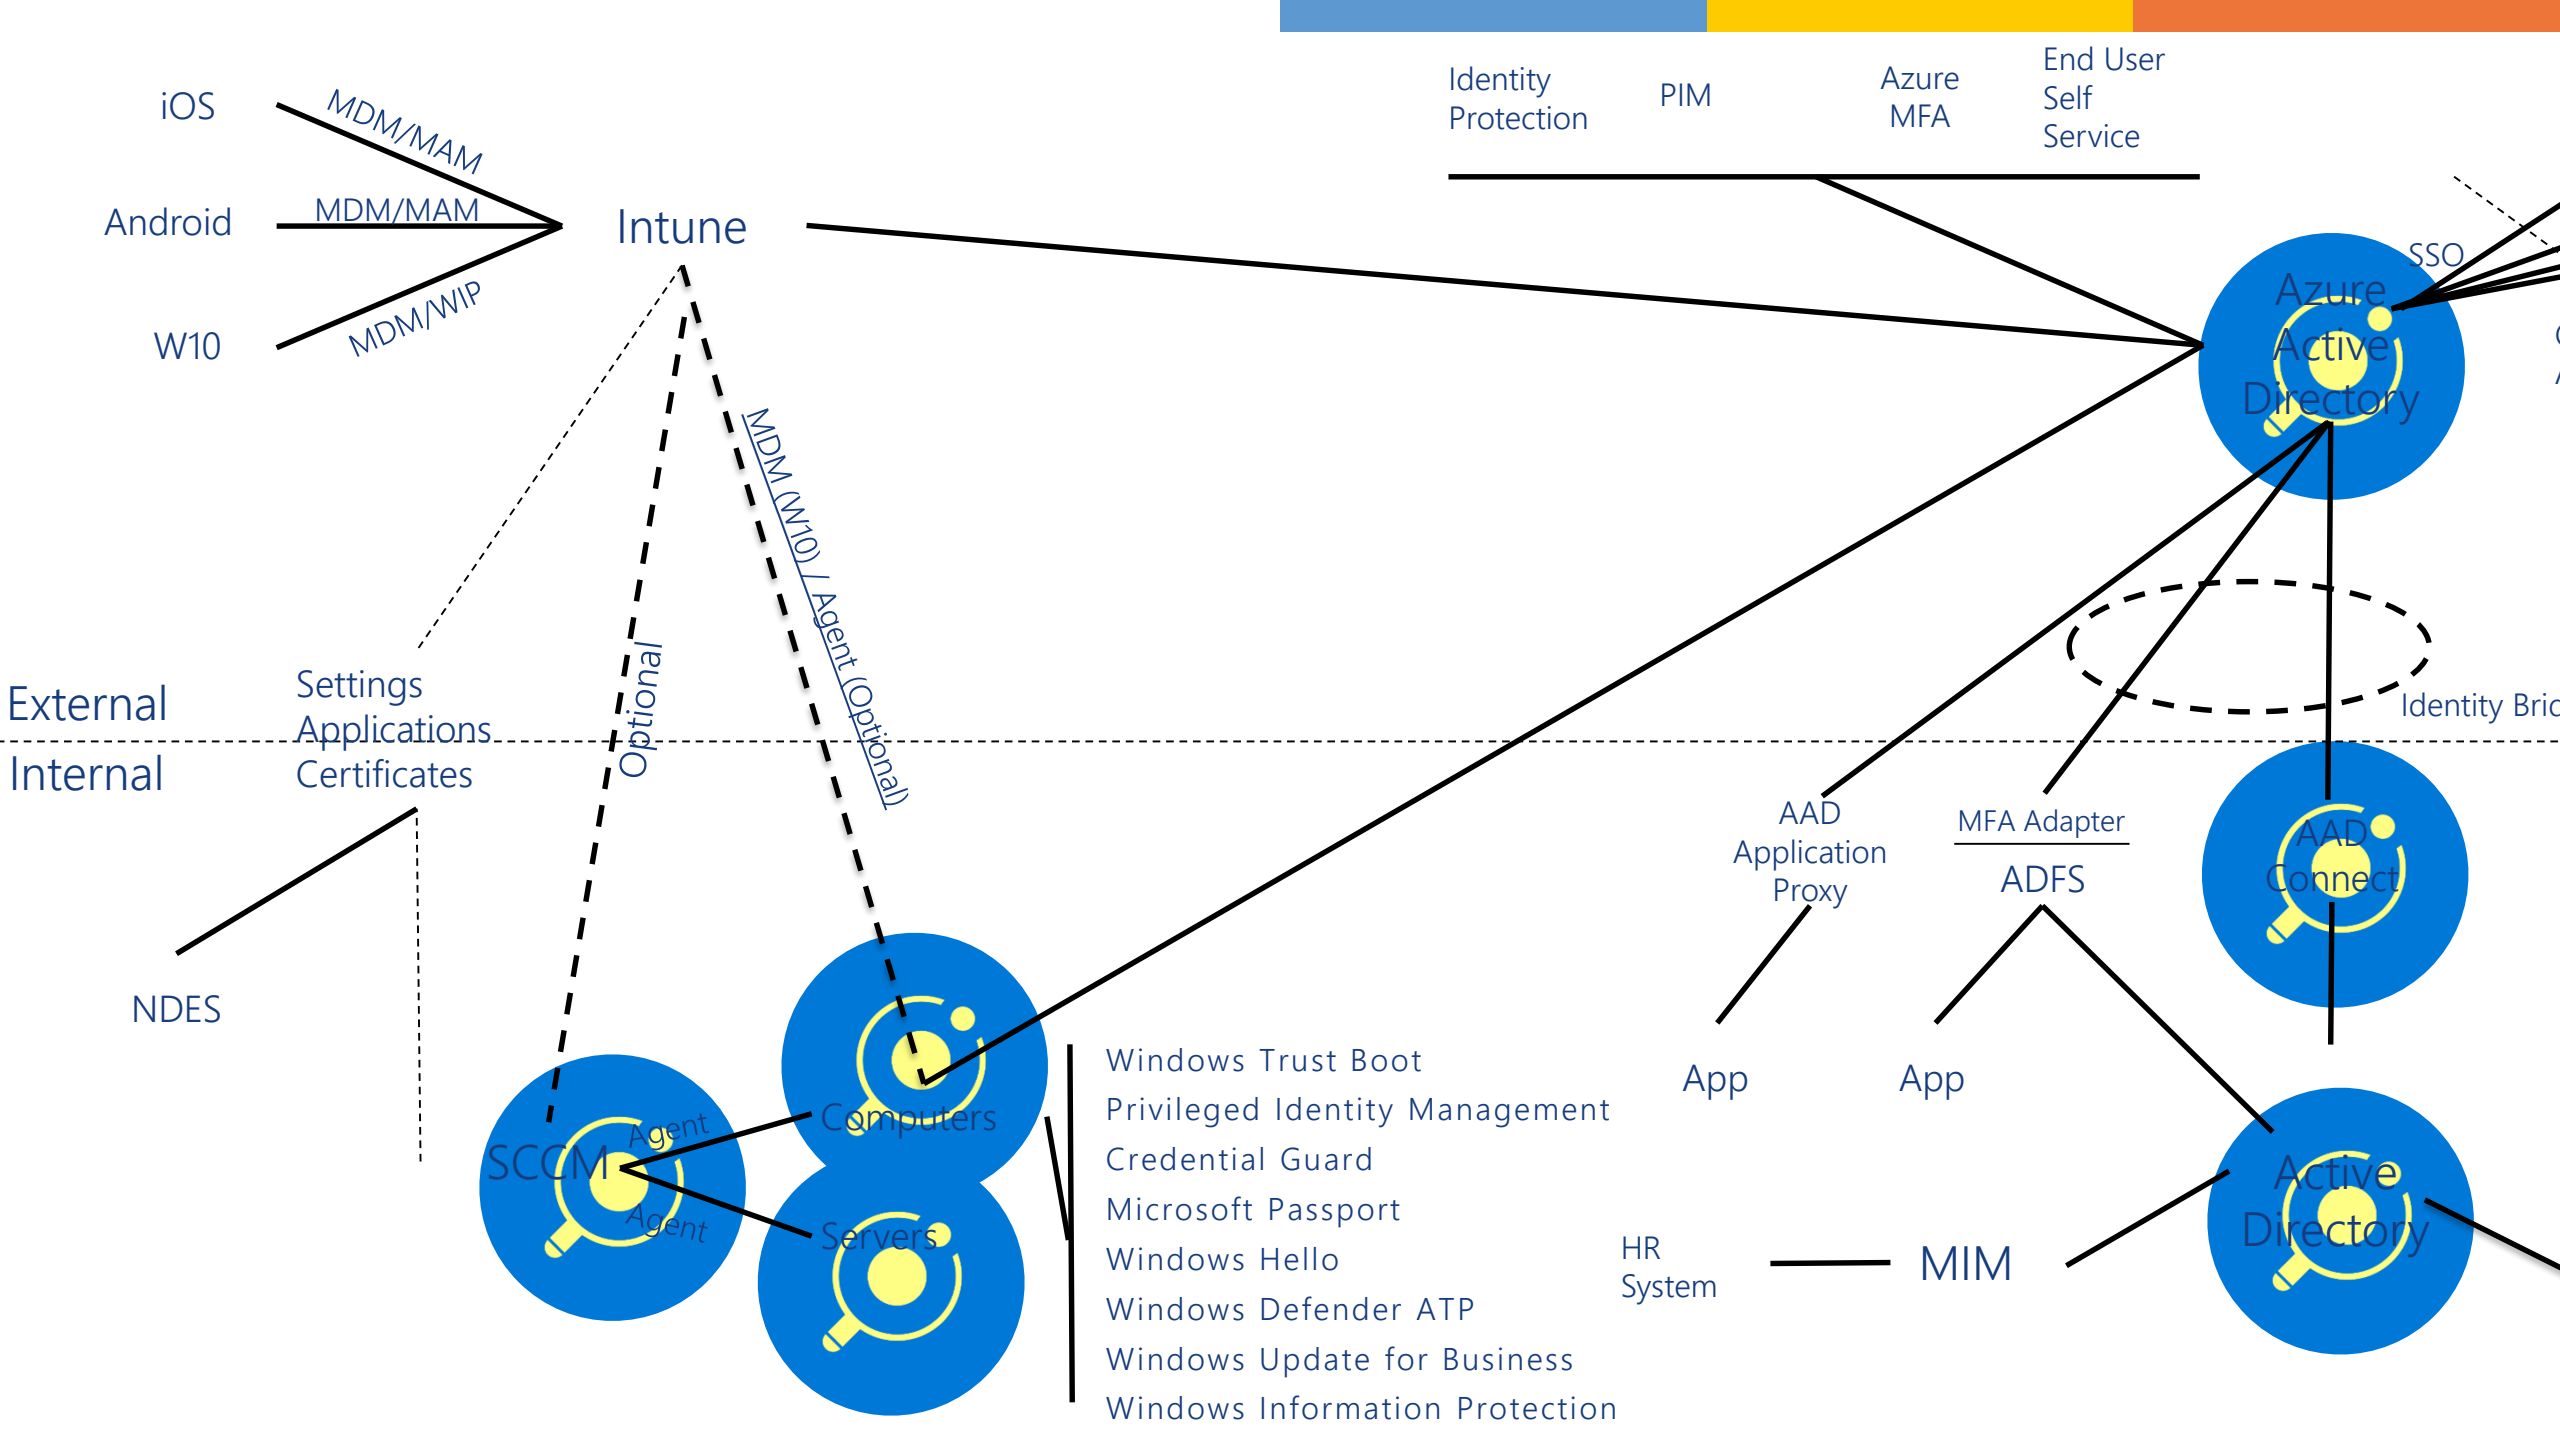 iOS
MDM/MAM
Android
MDM/MAM
W10
MDM/WIP
Intune
Identity
Protection
PIM
Azure
MFA
End User
Self
Service
SSO
Azure
Active
Directory
MDM (W10) / Agent (Optional)
Optional
External
Internal
Settings
Applications
Certificates
NDES
Identity
AAD
Application
Proxy
MFA Adapter
ADFS
AAD
Connect
App
App
SCCM
Agent
Agent
Computers
Servers
Windows Trust Boot
Privileged Identity Management
Credential Guard
Microsoft Passport
Windows Hello
Windows Defender ATP
Windows Update for Business
Windows Information Protection
HR
System
MIM
Active
Directory